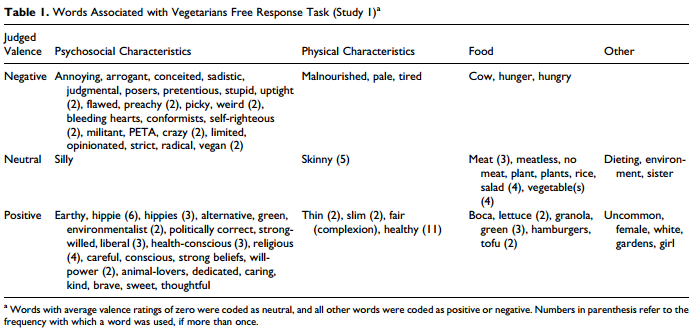 Table 1. Words Associated with Vegetarians Free Response Task (Study 1)a
Judged
Valence Psychosocial Characteristics Physical Characteristics Food Other
Negative Annoying, arrogant, conceited, sadistic, Malnourished, pale, tired Cow, hunger, hungry
judgmental, posers, pretentious, stupid, uptight
(2), flawed, preachy (2), picky, weird (2),
bleeding hearts, conformists, self-righteous
(2), militant, PETA, crazy (2), limited,
opinionated, strict, radical, vegan (2)
Neutral Silly Skinny (5) Meat (3), meatless, no Dieting, environ-
meat, plant, plants, rice, ment, sister
salad (4), vegetable(s)
(4)
Positive Earthy, hippie (6), hippies (3), alternative, green, Thin (2), slim (2), fair Boca, lettuce (2), granola, Uncommon,
environmentalist (2), politically correct, strong- (complexion), healthy (11) green (3), hamburgers, female, white,
willed, liberal (3), health-conscious (3), religious tofu (2) gardens, girl
(4), careful, conscious, strong beliefs, will-
power (2), animal-lovers, dedicated, caring,
kind, brave, sweet, thoughtful
a Words with average valence ratings of zero were coded as neutral, and all other words were coded as positive or negative. Numbers in parenthesis refer to the
frequency with which a word was used, if more than once.